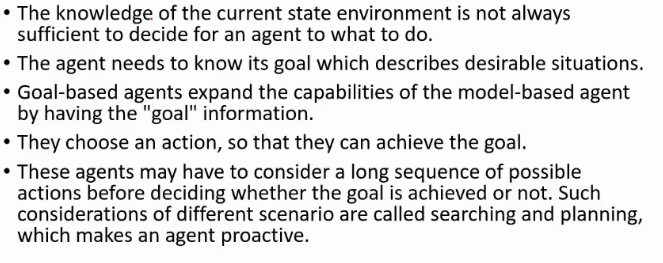 • The knowledge of the current state environment is not always
sufficient to decide for an agent to what to do.
• The agent needs to know its goal which describes desirable situations.
• Goal-based agents expand the capabilities of the model-based agent
by having the "goal" information.
• They choose an action, so that they can achieve the goal.
• These agents may have to consider a long sequence of possible
actions before deciding whether the goal is achieved or not. Such
considerations of different scenario are called searching and planning,
which makes an agent proactive.